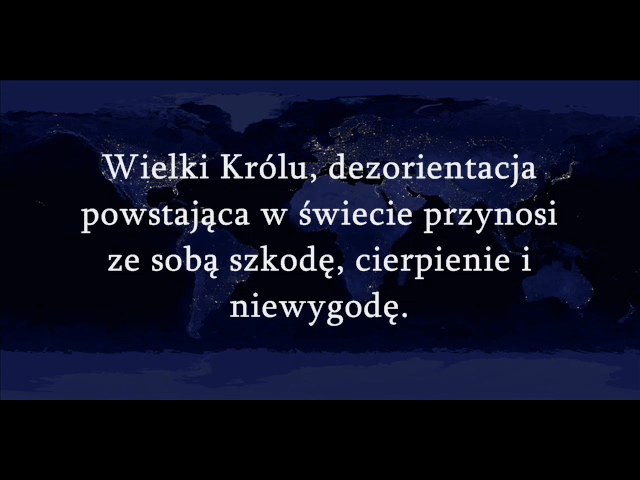 Wielki Królu, dezorientacja
powstająca w świecie przynosi
ze sobą szkodę, cierpienie i
niewygodę.